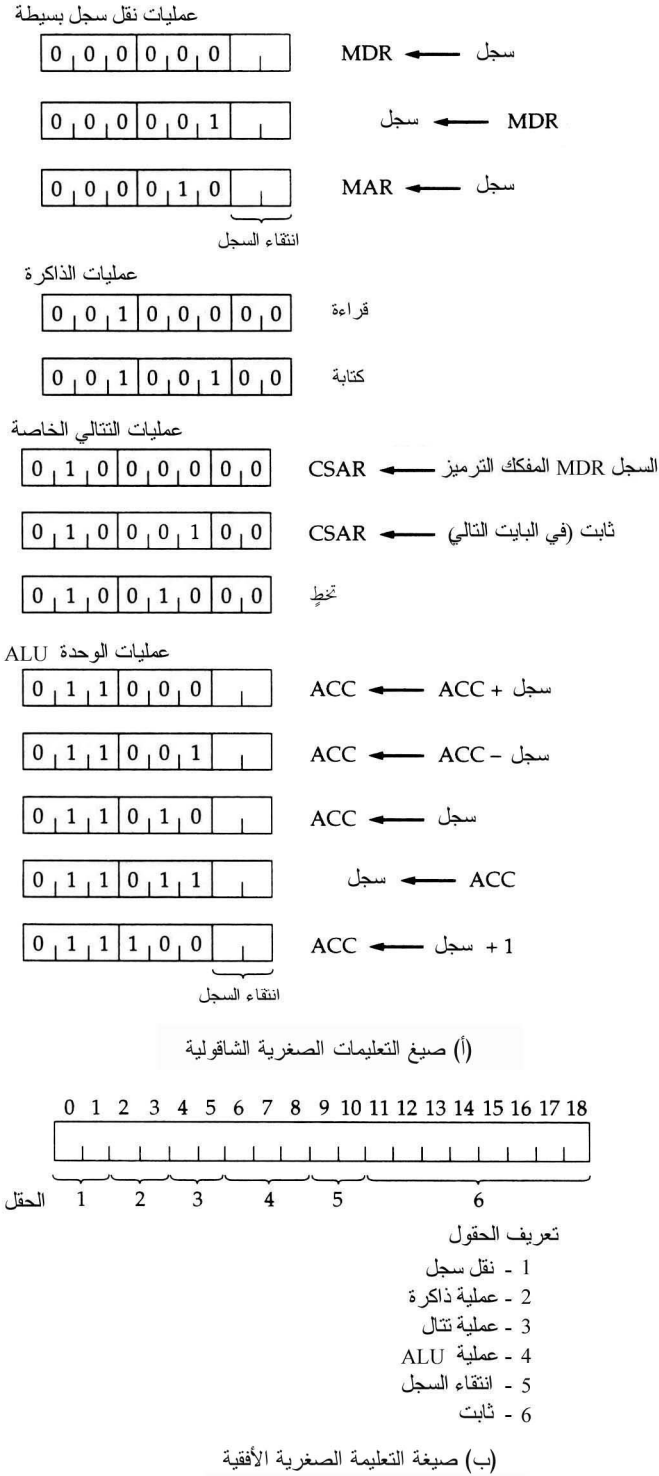 عمليات نقل سجل بسيطة
0 0 0 0 0 0 MDR ← سجل
0 0 0 0 0 1 سجل ← MDR
0 0 0 0 1 0 MAR ← سجل
انتقاء السجل
عمليات الذاكرة
0 0 1 0 0 0 0 0 قراءة
0 0 1 0 0 1 0 0 كتابة
عمليات التتالي الخاصة
0 1 0 0 0 0 0 0 CSAR ← السجل MDR المفكك الترميز
0 1 0 0 0 1 0 0 CSAR ← ثابت (في البايت التالي)
0 1 0 0 1 0 0 0 تخطٍ
عمليات الوحدة ALU
0 1 1 0 0 0 ACC ← ACC + سجل
0 1 1 0 0 1 ACC ← ACC − سجل
0 1 1 0 1 0 ACC ← سجل
0 1 1 0 1 1 سجل ← ACC
0 1 1 1 0 0 ACC ← سجل + 1
انتقاء السجل
(أ) صيغ التعليمات الصغرية الشاقولية
0 1 2 3 4 5 6 7 8 9 10 11 12 13 14 15 16 17 18
الحقل 1 2 3 4 5 6
تعريف الحقول
1 - نقل سجل
2 - عملية ذاكرة
3 - عملية تتال
4 - عملية ALU
5 - انتقاء السجل
6 - ثابت
(ب) صيغة التعليمة الصغرية الأفقية